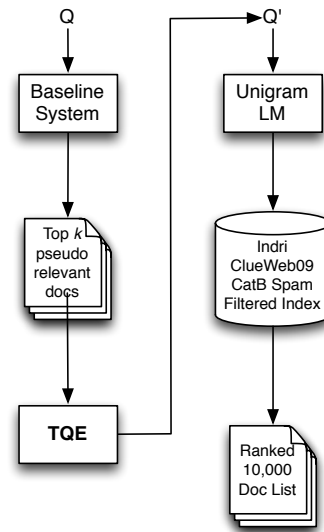 Q
Baseline
System
Top k
pseudo
relevant
docs
TQE
Q'
Unigram
LM
Indri
ClueWeb09
CatB Spam
Filtered Index
Ranked
10,000
Doc List